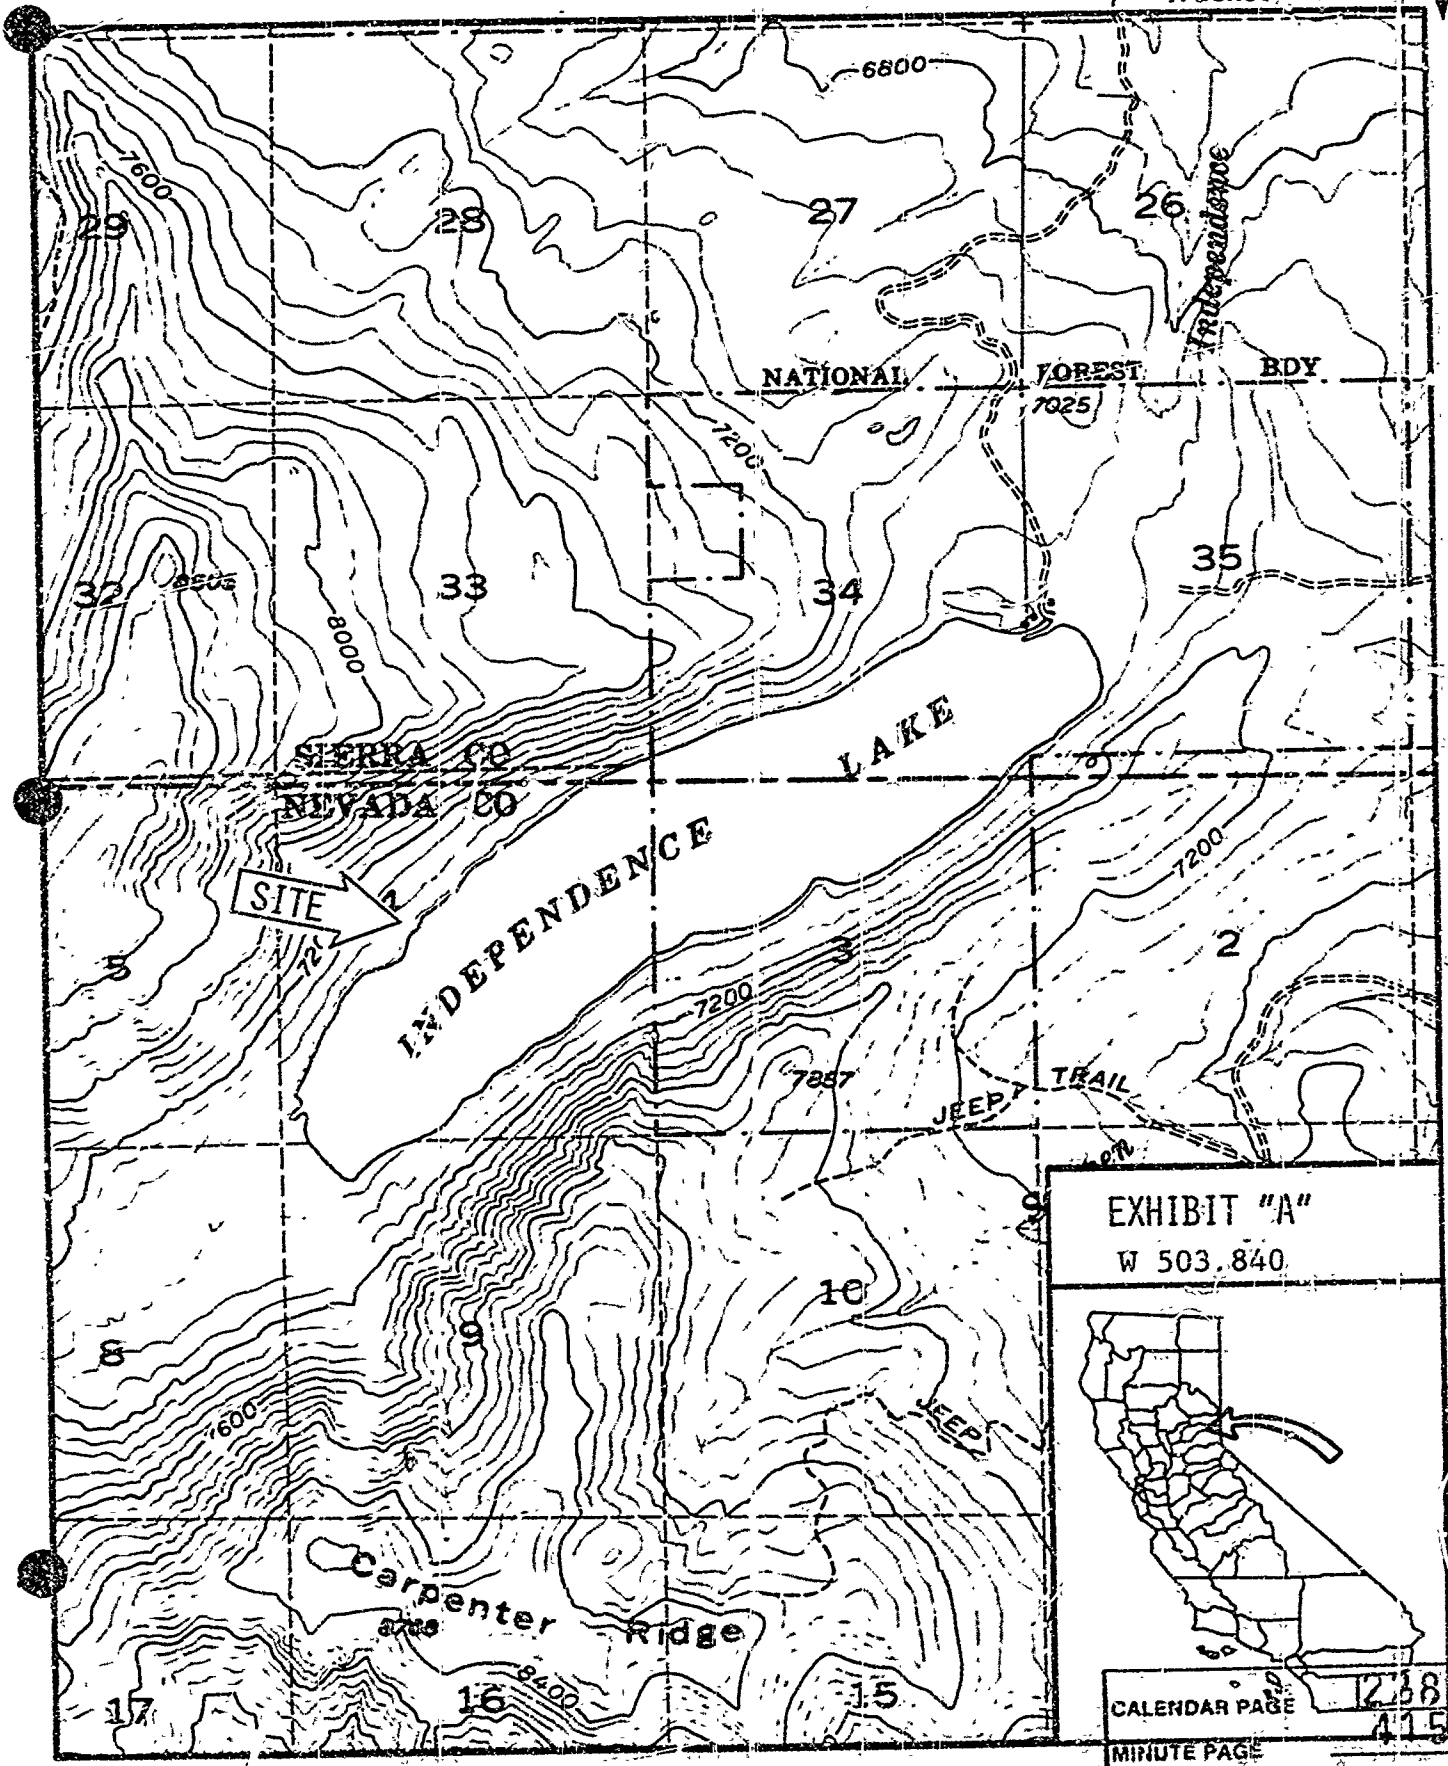 6800
7600
29
28
27
26
Independence
NATIONAL FOREST BDY
7025
7200
32
8000
33
34
35
SIERRA CO
NEVADA CO
INDEPENDENCE LAKE
SITE
7200
5
3
2
7200
7857
JEEP TRAIL
EXHIBIT "A"
W 503.840
8
9
10
JEEP
Carpenter Ridge
8400
17
16
15
CALENDAR PAGE
MINUTE PAGE